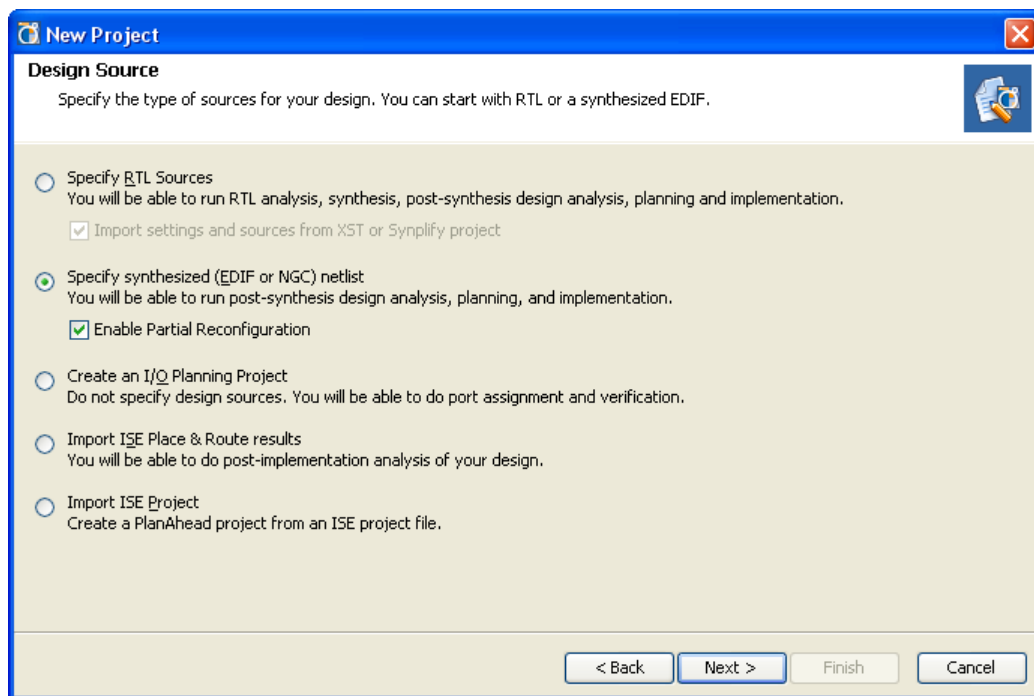 New Project
Design Source
Specify the type of sources for your design. You can start with RTL or a synthesized EDIF.
Specify RTL Sources
You will be able to run RTL analysis, synthesis, post-synthesis design analysis, planning and implementation.
Import settings and sources from XST or Synplify project
Specify synthesized (EDIF or NGC) netlist
You will be able to run post-synthesis design analysis, planning, and implementation.
Enable Partial Reconfiguration
Create an I/O Planning Project
Do not specify design sources. You will be able to do port assignment and verification.
Import ISE Place & Route results
You will be able to do post-implementation analysis of your design.
Import ISE Project
Create a PlanAhead project from an ISE project file.
< Back Next > Finish Cancel